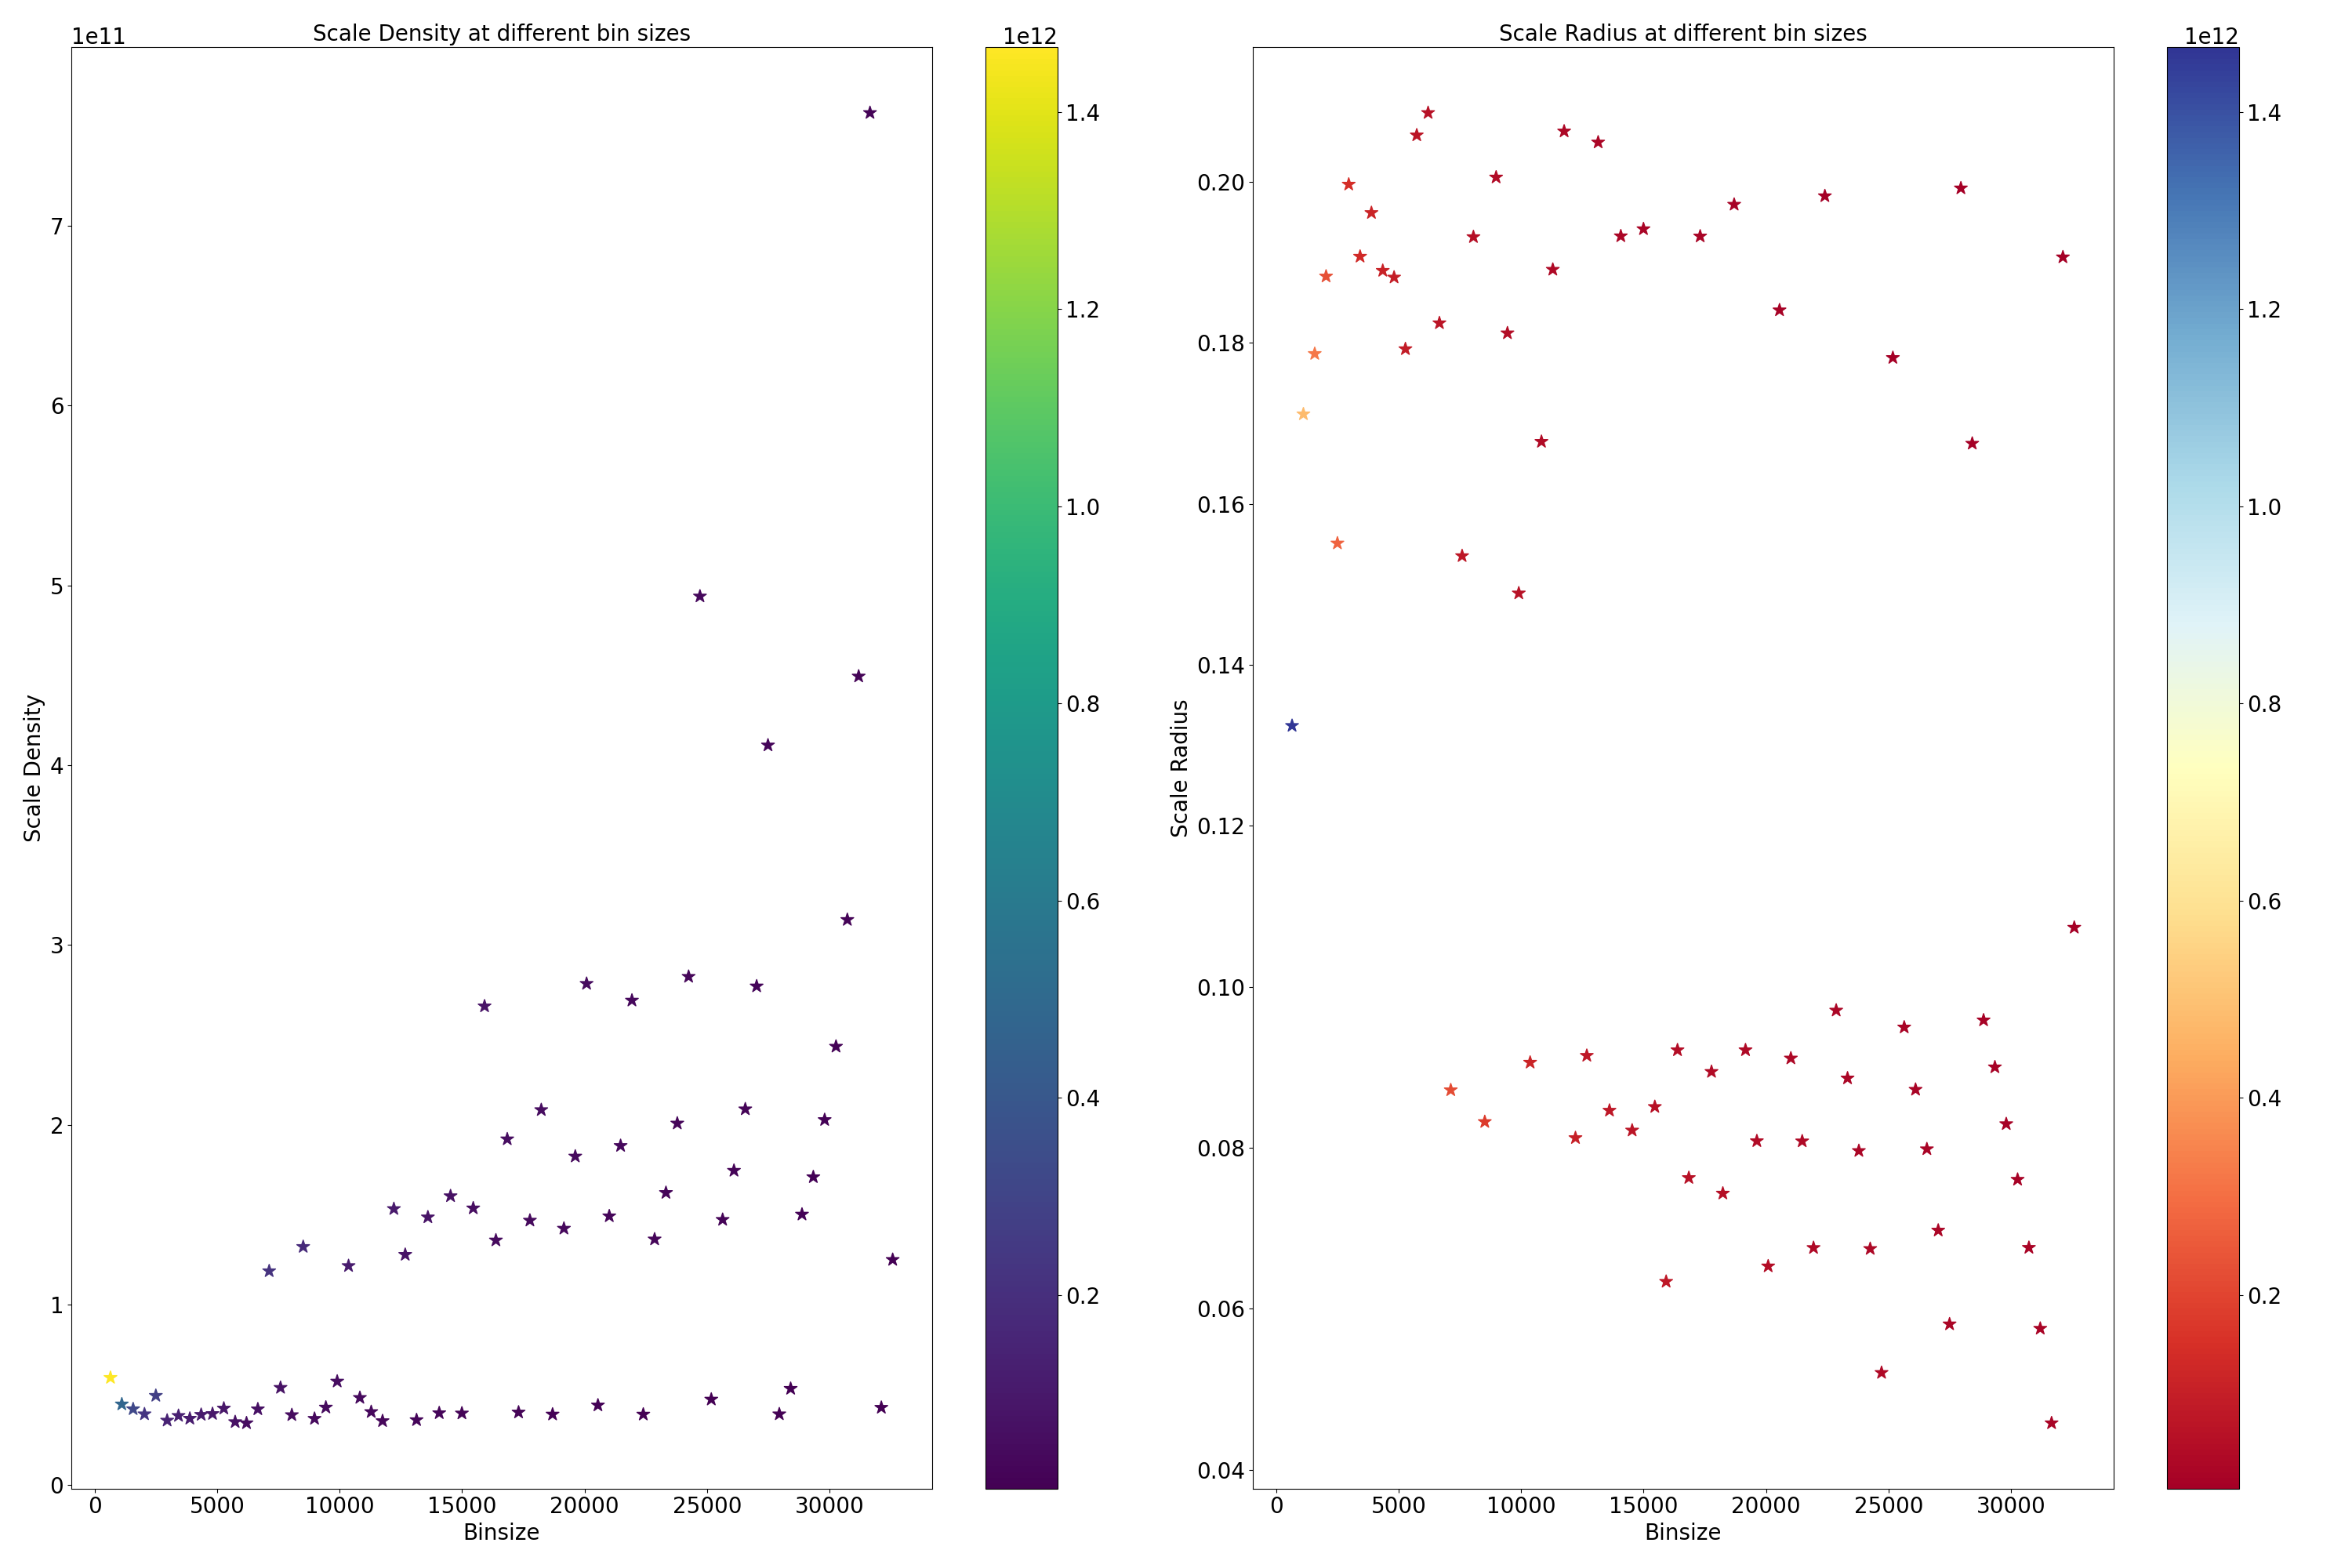 Scale Density at different bin sizes
1e11
7
6
5
4
3
2
1
0
Scale Density
0 5000 10000 15000 20000 25000 30000
Binsize
1e12
1.4
1.2
1.0
0.8
0.6
0.4
0.2
Scale Radius at different bin sizes
0.20
0.18
0.16
0.14
0.12
0.10
0.08
0.06
0.04
Scale Radius
0 5000 10000 15000 20000 25000 30000
Binsize
1e12
1.4
1.2
1.0
0.8
0.6
0.4
0.2